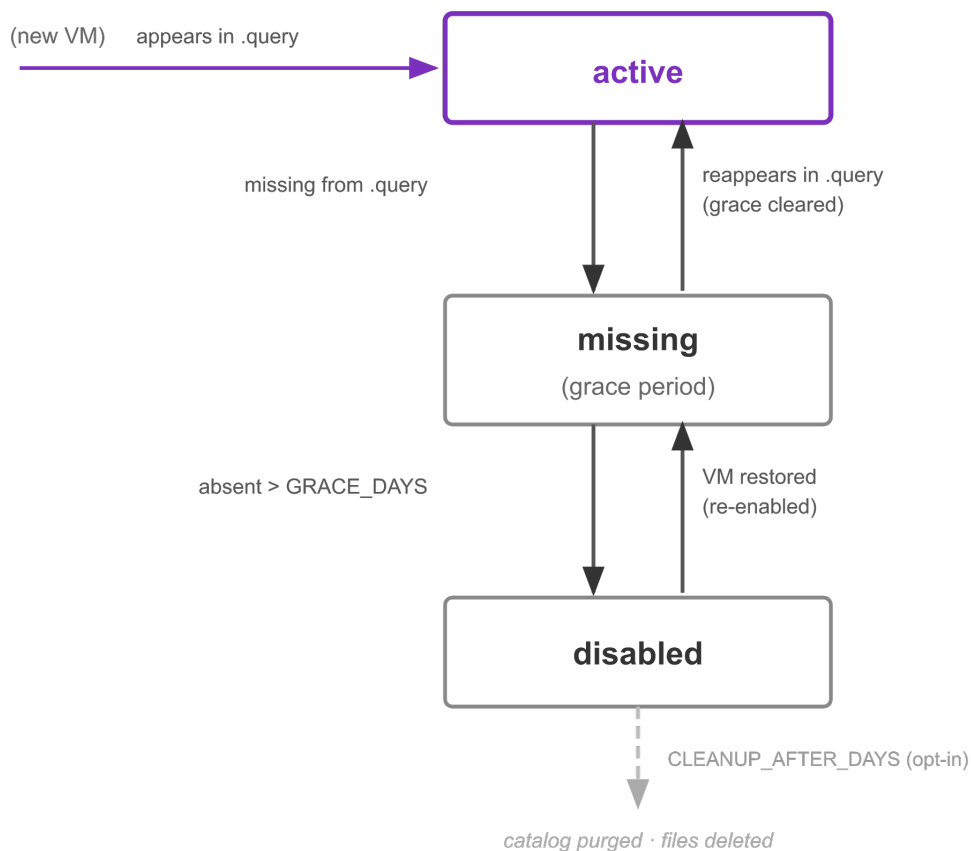 (new VM) appears in .query
active
missing from .query
reappears in .query
(grace cleared)
missing
(grace period)
absent > GRACE_DAYS
VM restored
(re-enabled)
disabled
CLEANUP_AFTER_DAYS (opt-in)
catalog purged · files deleted